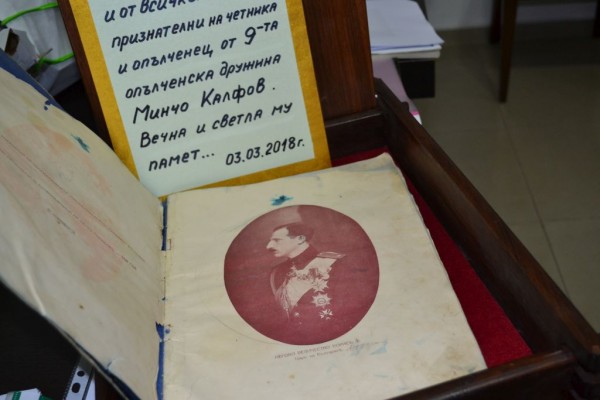 и от всичко
признателни на четника
и опълченец от 9-та
опълченска дружина
Минчо Калфов.
Вечна и светла му
памет... 03.03.2018г.